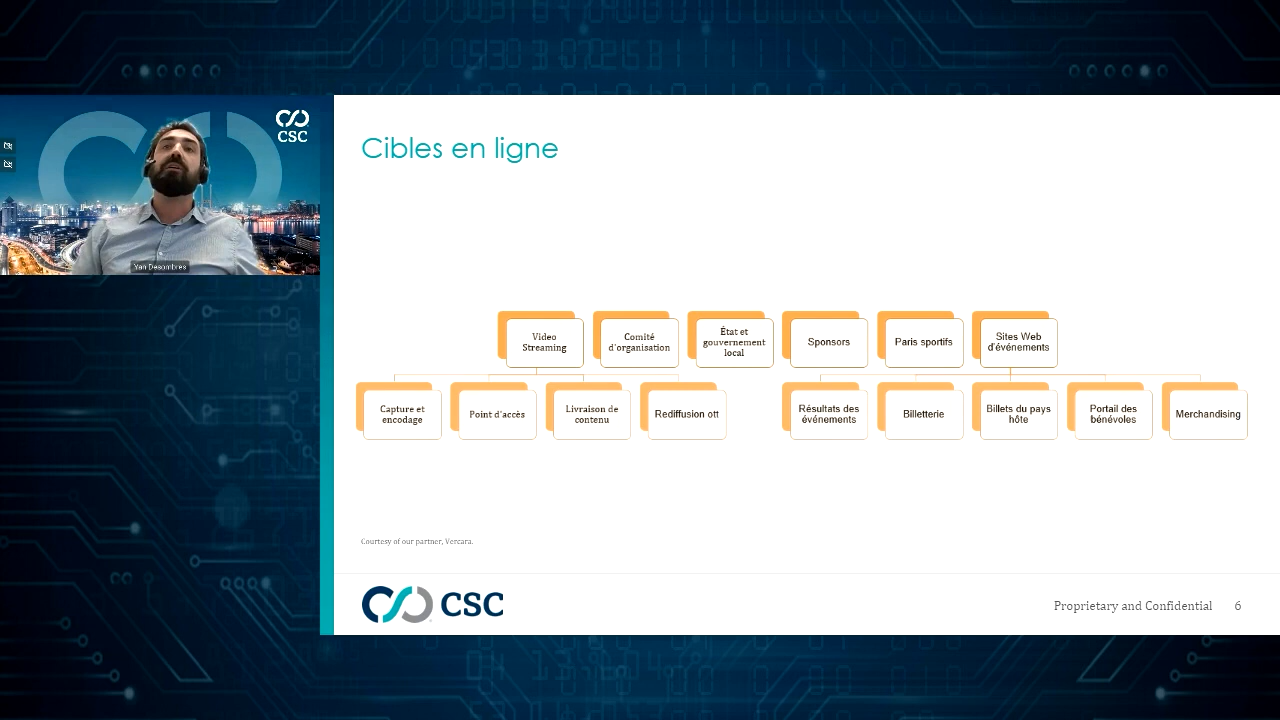 CSC
Yan Desombres
Cibles en ligne
Video
Streaming
Comité
d'organisation
État et
gouvernement
local
Sponsors
Paris sportifs
Sites Web
d'événements
Capture et
encodage
Point d'accès
Livraison de
contenu
Rediffusion ott
Résultats des
événements
Billetterie
Billets du pays
hôte
Portail des
bénévoles
Merchandising
Courtesy of our partner, Vercara.
CSC
Proprietary and Confidential 6